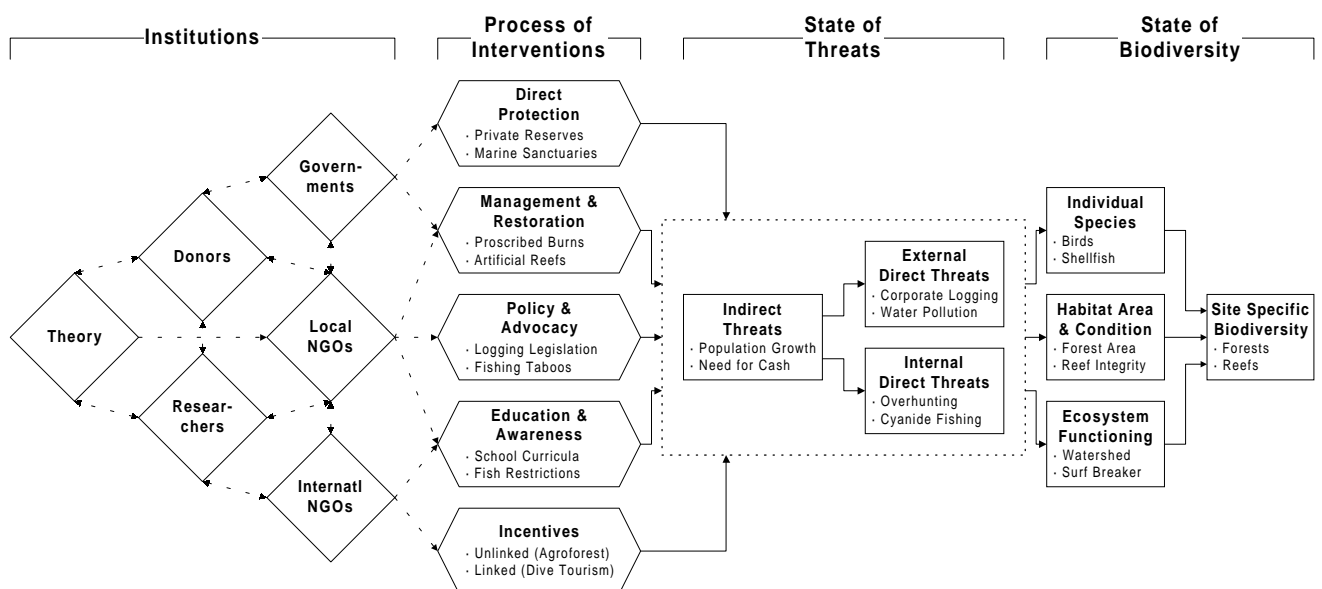 Institutions
Process of
Interventions
State of
Threats
State of
Biodiversity
Theory
Donors
Resear-
chers
Govern-
ments
Local
NGOs
Internatl
NGOs
Direct
Protection
· Private Reserves
· Marine Sanctuaries
Management &
Restoration
· Proscribed Burns
· Artificial Reefs
Policy &
Advocacy
· Logging Legislation
· Fishing Taboos
Education &
Awareness
· School Curricula
· Fish Restrictions
Incentives
· Unlinked (Agroforest)
· Linked (Dive Tourism)
Indirect
Threats
· Population Growth
· Need for Cash
External
Direct Threats
· Corporate Logging
· Water Pollution
Internal
Direct Threats
· Overhunting
· Cyanide Fishing
Individual
Species
· Birds
· Shellfish
Habitat Area
& Condition
· Forest Area
· Reef Integrity
Ecosystem
Functioning
· Watershed
· Surf Breaker
Site Specific
Biodiversity
· Forests
· Reefs